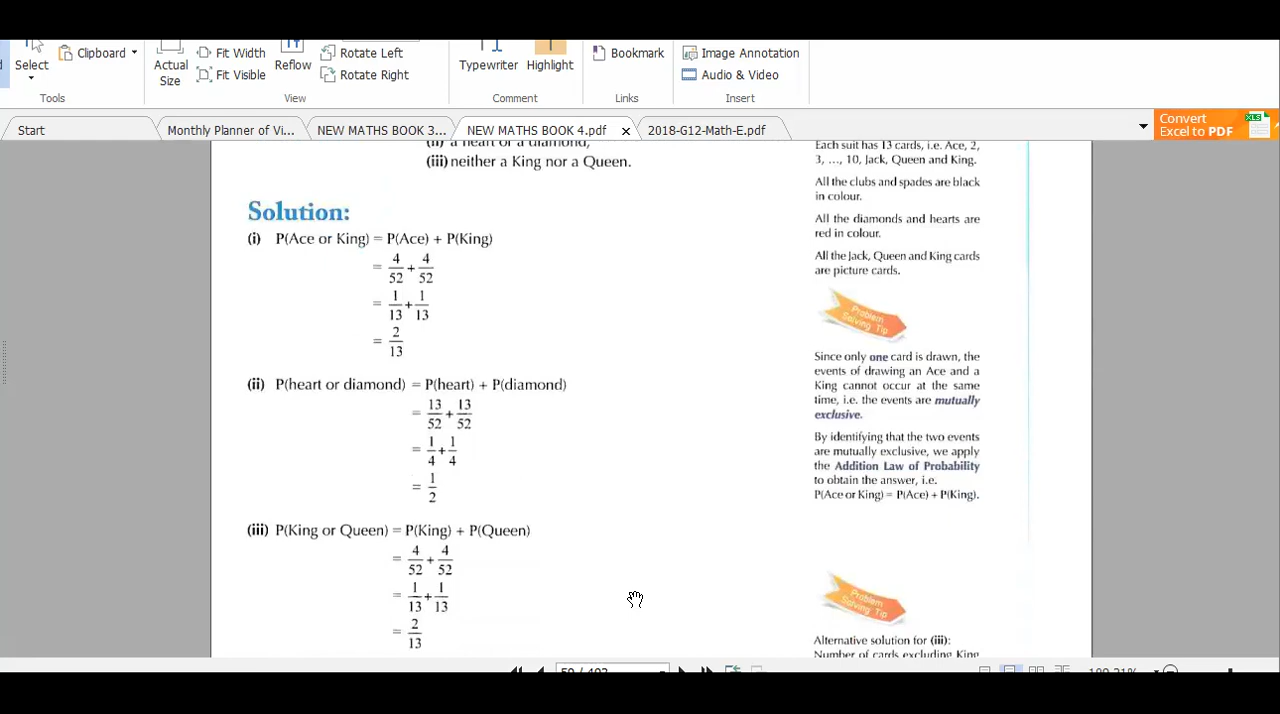 Select
Clipboard
Actual Size
Fit Width
Fit Visible
Reflow
Rotate Left
Rotate Right
Typewriter
Highlight
Bookmark
Image Annotation
Audio & Video
Tools
View
Comment
Links
Insert
Start
Monthly Planner of Vi...
NEW MATHS BOOK 3...
NEW MATHS BOOK 4.pdf
2018-G12-Math-E.pdf
Convert
Excel to PDF
XLS
(ii) a heart or a diamond,
(iii) neither a King nor a Queen.
Solution:
(i) P(Ace or King) = P(Ace) + P(King)
= 4/52 + 4/52
= 1/13 + 1/13
= 2/13
(ii) P(heart or diamond) = P(heart) + P(diamond)
= 13/52 + 13/52
= 1/4 + 1/4
= 1/2
(iii) P(King or Queen) = P(King) + P(Queen)
= 4/52 + 4/52
= 1/13 + 1/13
= 2/13
Each suit has 13 cards, i.e. Ace, 2,
3, ..., 10, Jack, Queen and King.
All the clubs and spades are black
in colour.
All the diamonds and hearts are
red in colour.
All the Jack, Queen and King cards
are picture cards.
Problem
Solving Tip
Since only one card is drawn, the
events of drawing an Ace and a
King cannot occur at the same
time, i.e. the events are mutually
exclusive.
By identifying that the two events
are mutually exclusive, we apply
the Addition Law of Probability
to obtain the answer, i.e.
P(Ace or King) = P(Ace) + P(King).
Problem
Solving Tip
Alternative solution for (iii):
Number of cards excluding King